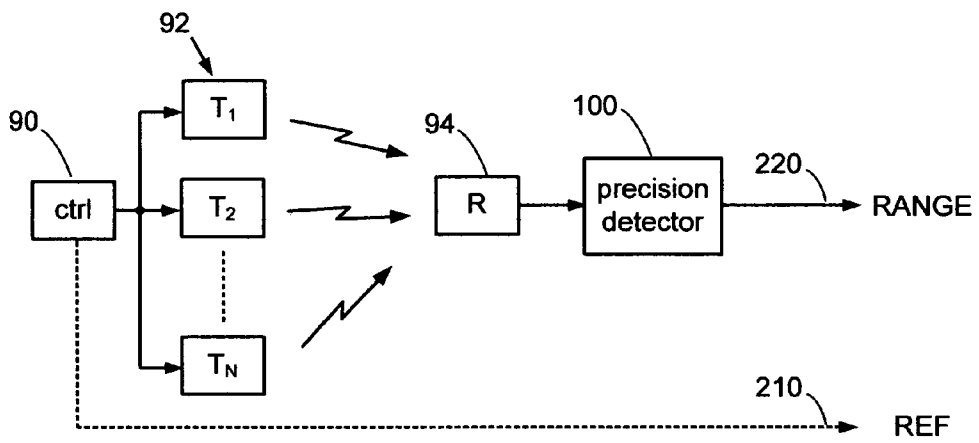 92
T1
90
94
100
220
ctrl
T2
R
precision
detector
RANGE
TN
210
REF